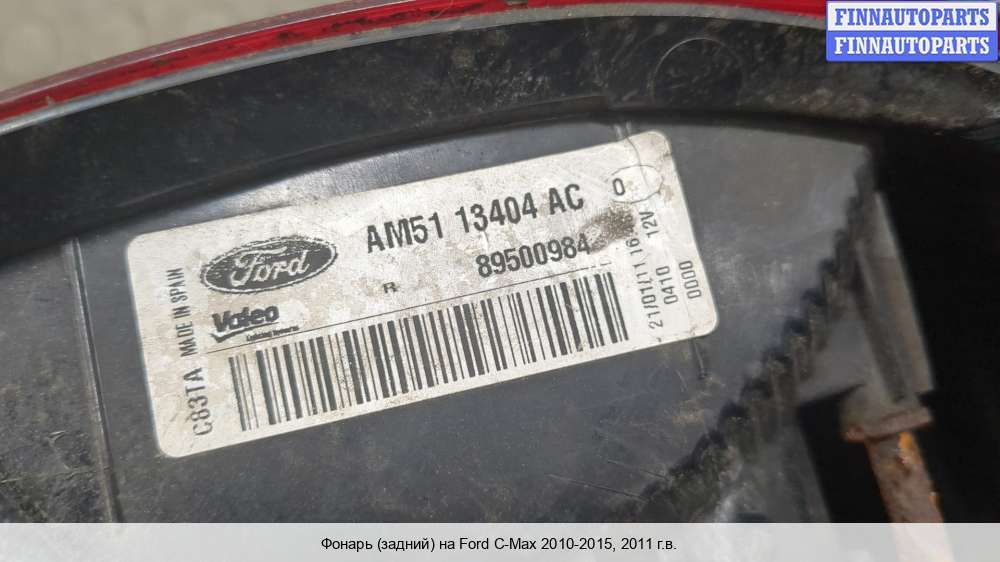 FINNAUTOPARTS
FINNAUTOPARTS
AM51 13404 AC
0
Ford
89500984
R
Valeo
C83TA MADE IN SPAIN
21/01/11 16
12V
0410
0000
Фонарь (задний) на Ford C-Max 2010-2015, 2011 г.в.